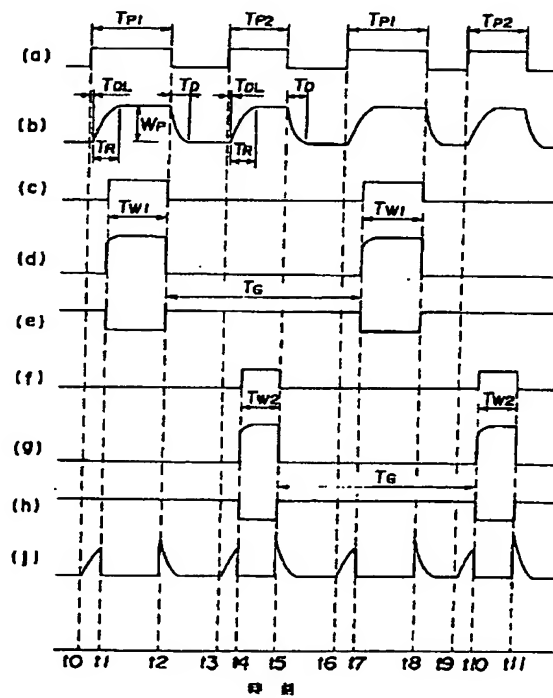 TP1 TP2 TP1 TP2
(a)
TDL TD TDL TD
(b)
WP
TR TR
(c)
TW1 TW1
(d)
TG
(e)
(f)
TW2 TW2
(g)
TG
(h)
(j)
t0 t1 t2 t3 t4 t5 t6 t7 t8 t9 t10 t11